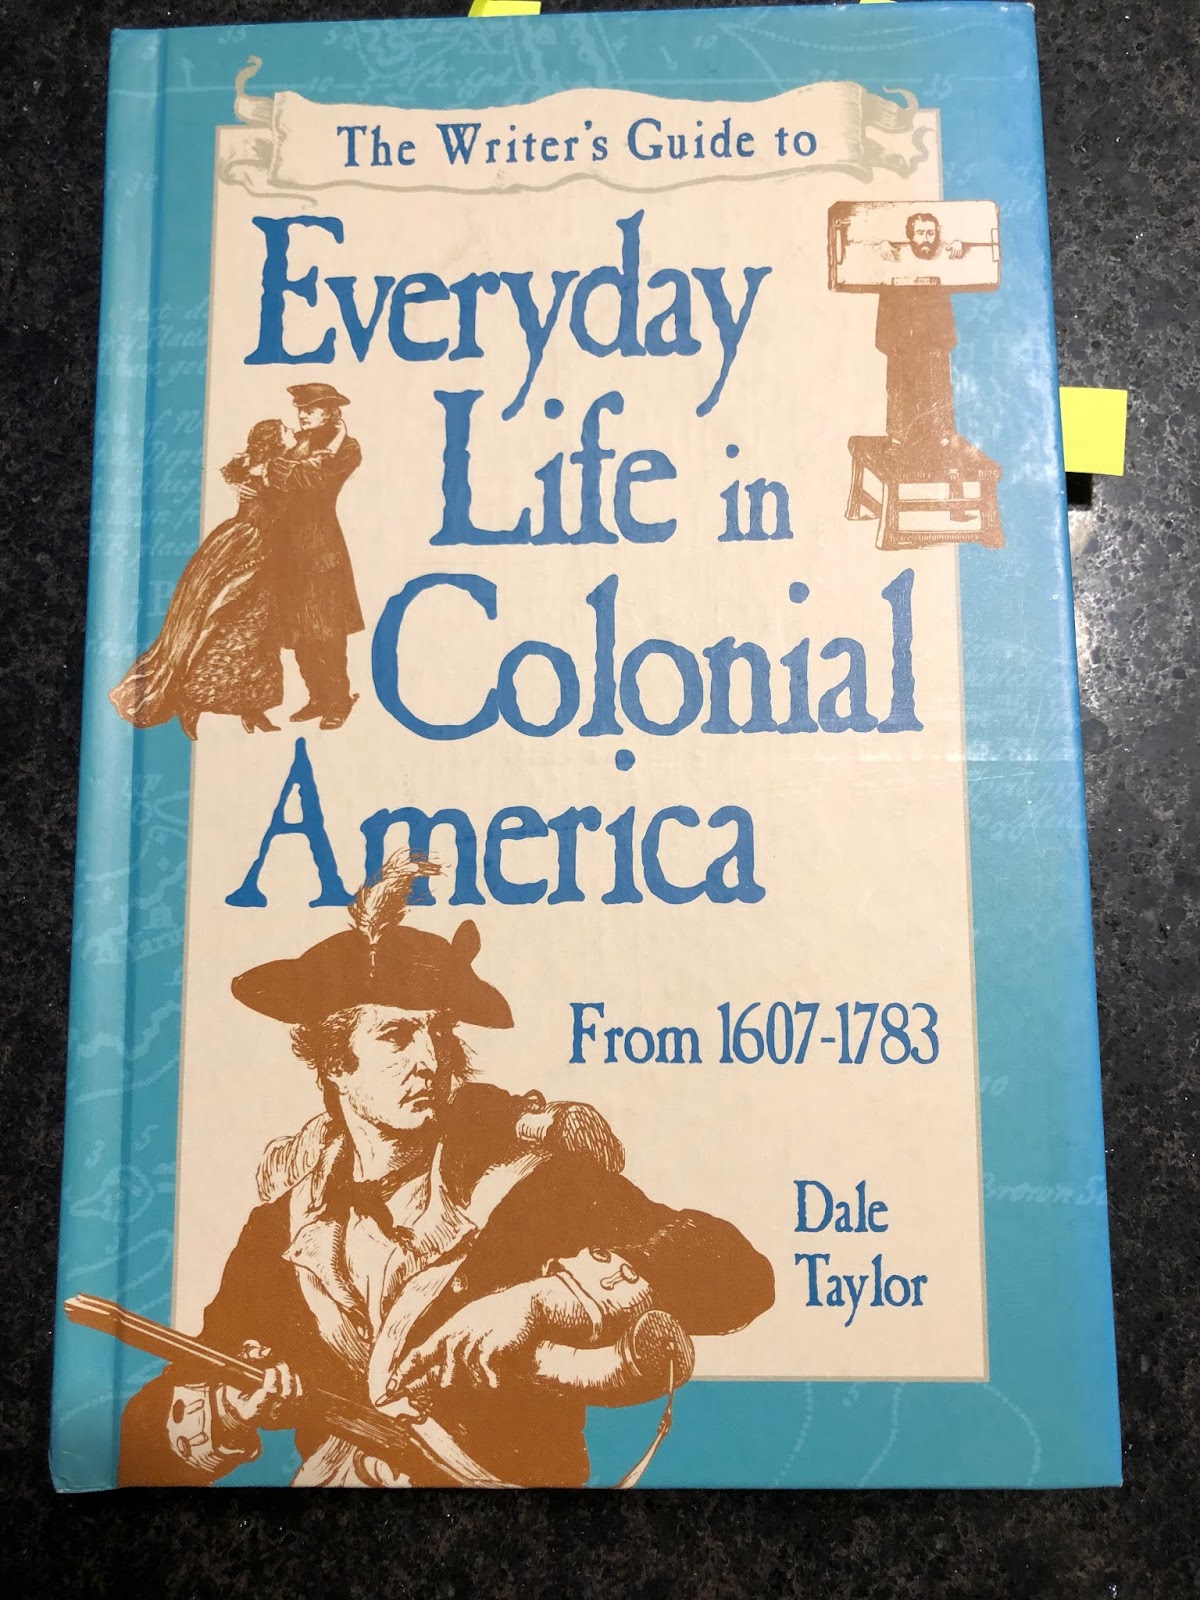 The Writer's Guide to
Everyday
Life in
Colonial
America
From 1607-1783
Dale
Taylor